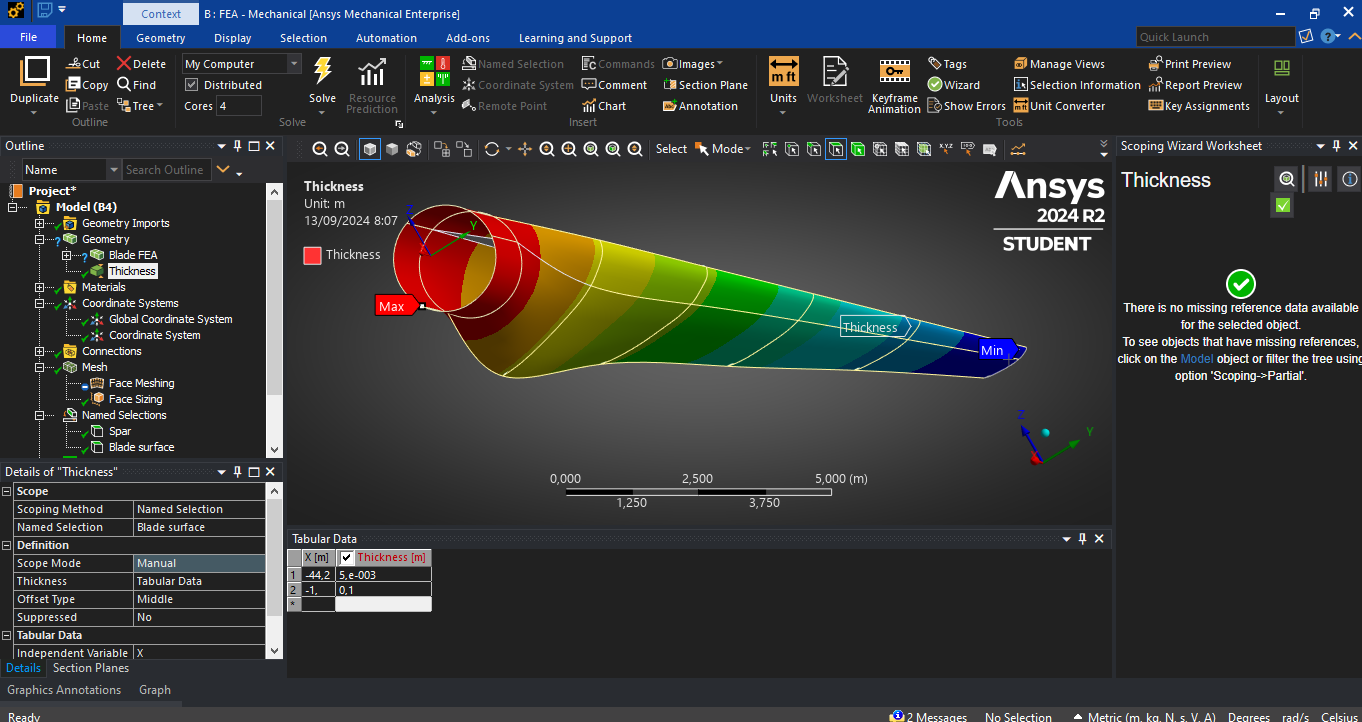 Context
B : FEA - Mechanical [Ansys Mechanical Enterprise]
File
Home
Geometry
Display
Selection
Automation
Add-ons
Learning and Support
Quick Launch
Duplicate
Cut
Delete
Copy
Find
Paste
Tree
Outline
My Computer
Distributed
Cores 4
Solve
Resource
Prediction
Solve
Analysis
Named Selection
Coordinate System
Remote Point
Commands
Comment
Chart
Images
Section Plane
Annotation
Insert
Units
Worksheet
Keyframe
Animation
Tags
Wizard
Show Errors
Manage Views
Selection Information
Unit Converter
Print Preview
Report Preview
Key Assignments
Tools
Layout
Outline
Name
Search Outline
Project*
Model (B4)
Geometry Imports
Geometry
Blade FEA
Thickness
Materials
Coordinate Systems
Global Coordinate System
Coordinate System
Connections
Mesh
Face Meshing
Face Sizing
Named Selections
Spar
Blade surface
Details of "Thickness"
Scope
Scoping Method Named Selection
Named Selection Blade surface
Definition
Scope Mode Manual
Thickness Tabular Data
Offset Type Middle
Suppressed No
Tabular Data
Independent Variable X
Details
Section Planes
Graphics Annotations
Graph
Ready
Select
Mode
Thickness
Unit: m
13/09/2024 8:07
Thickness
Z
Y
Max
Thickness
Min
Ansys
2024 R2
STUDENT
Z
Y
0,000
2,500
5,000 (m)
1,250
3,750
Tabular Data
X [m] Thickness [m]
1 -44,2 5,e-003
2 -1, 0,1
*
Scoping Wizard Worksheet
Thickness
There is no missing reference data available
for the selected object.
To see objects that have missing references,
click on the Model object or filter the tree using
option 'Scoping->Partial'.
2 Messages
No Selection
Metric (m, kg, N, s, V, A)
Degrees
rad/s
Celsius